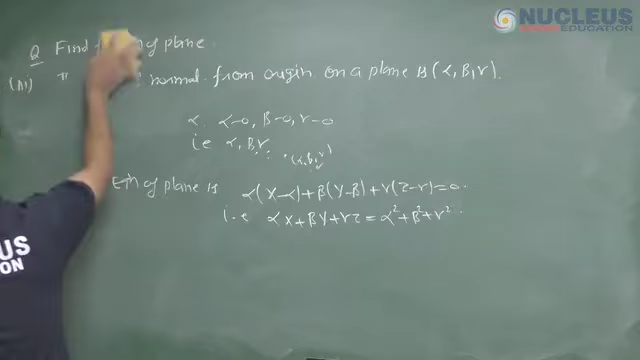 NUCLEUS
EDUCATION
Q Find of plane.
(iii) normal from origin on a plane is (α, β, γ).
α α-0, β-0, γ-0
i.e α, β, γ
(α, β, γ)
Eqn of plane is α(x-α)+β(y-β)+γ(z-γ)=0.
i.e αx+βy+γz=α²+β²+γ².
US
ON